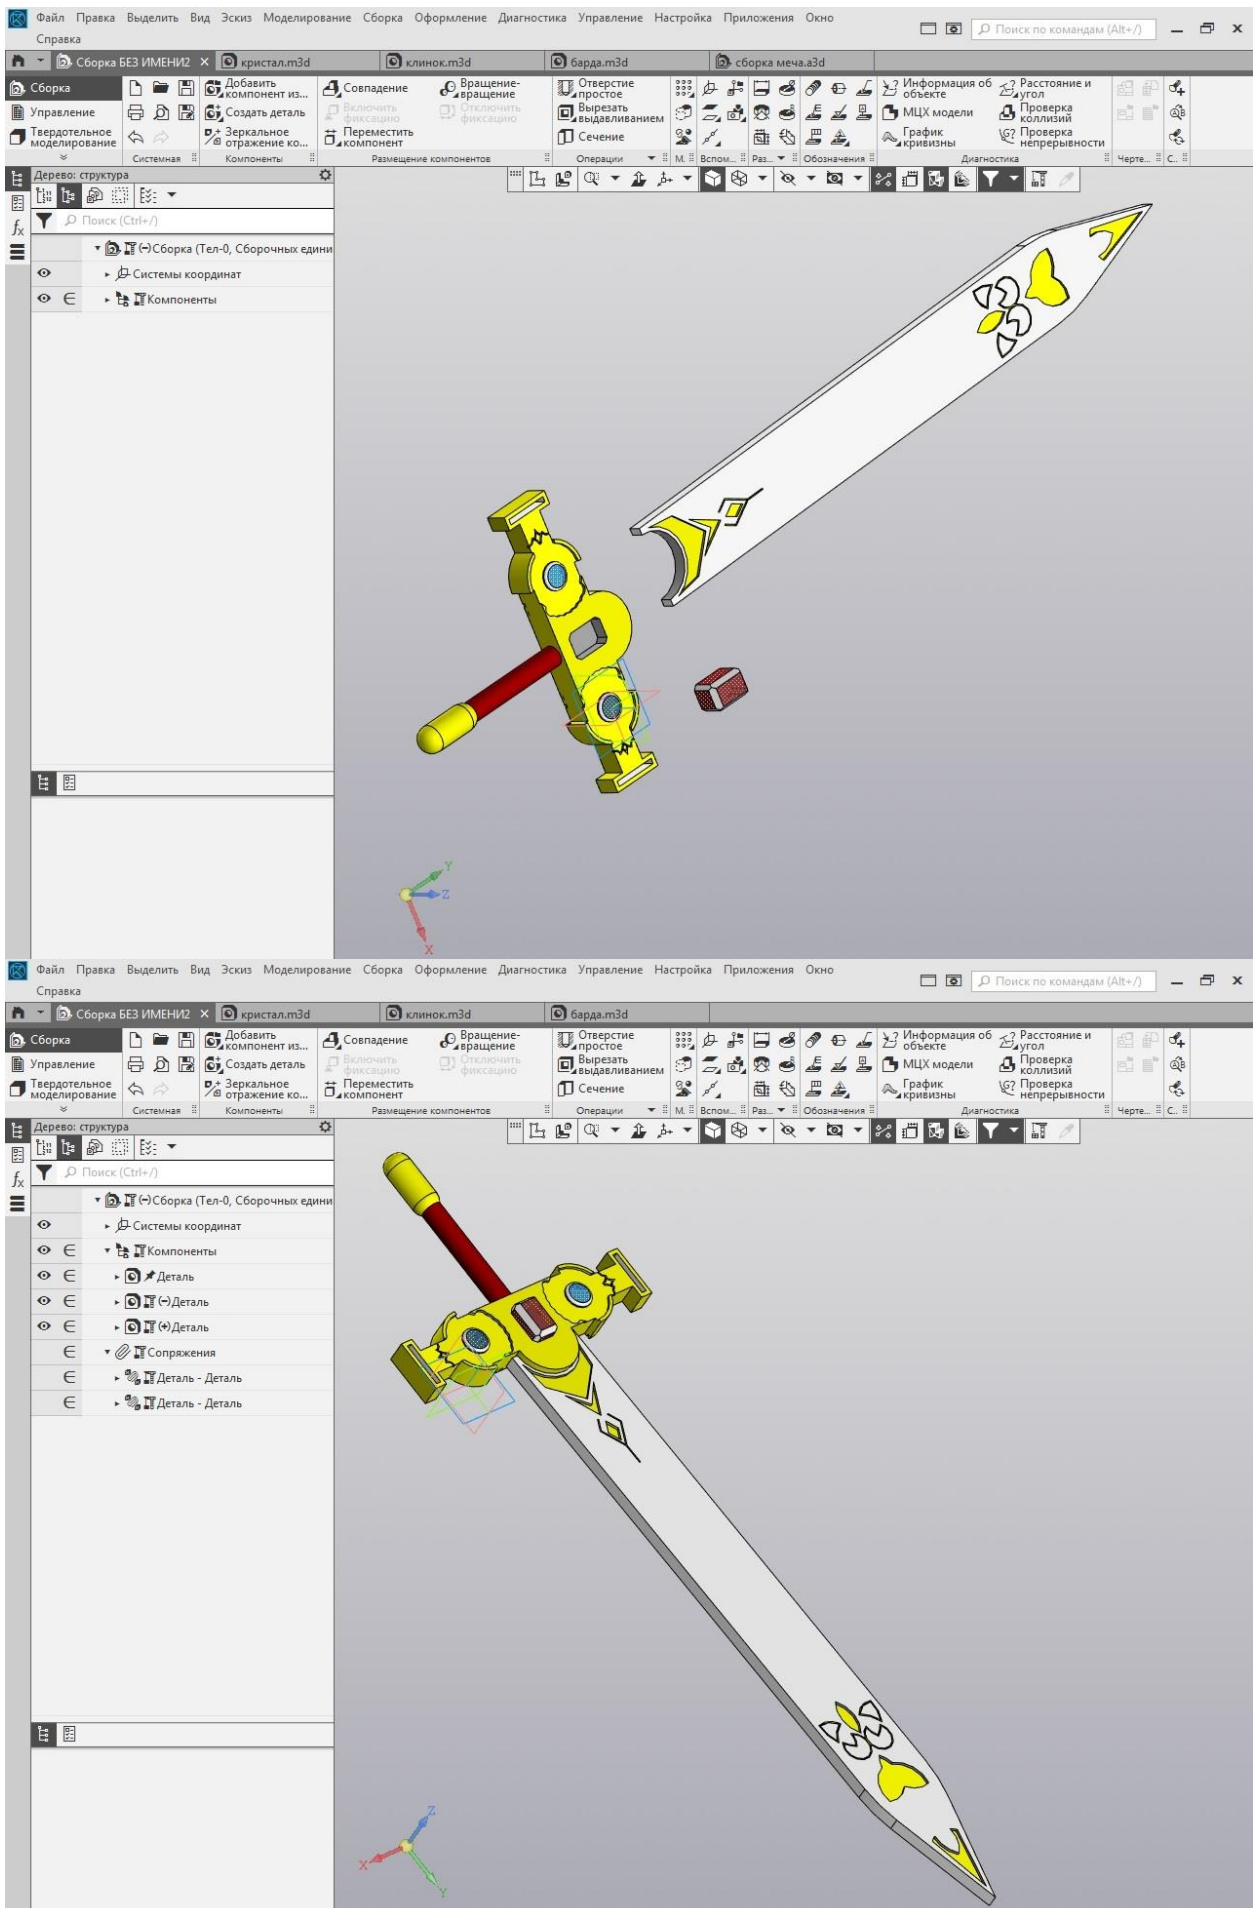 Файл Правка Выделить Вид Эскиз Моделирование Сборка Оформление Диагностика Управление Настройка Приложения Окно
Справка
Поиск по командам (Alt+/)
Сборка БЕЗ ИМЕНИ2 × кристал.m3d клинок.m3d барда.m3d сборка меча.a3d
Сборка
Управление
Твердотельное
моделирование
Системная
Добавить
компонент из...
Создать деталь
Зеркальное
отражение ко...
Компоненты
Совпадение
Вращение-
вращение
Включить
фиксацию
Отключить
фиксацию
Переместить
компонент
Размещение компонентов
Отверстие
простое
Вырезать
выдавливанием
Сечение
Операции
М.
Вспом...
Раз...
Обозначения
Информация об
объекте
МЦХ модели
График
кривизны
Расстояние и
угол
Проверка
коллизий
Проверка
непрерывности
Диагностика
Черте...
С..
Дерево: структура
Поиск (Ctrl+/)
(-)Сборка (Тел-0, Сборочных едини
Системы координат
Компоненты
Y
Z
X
Файл Правка Выделить Вид Эскиз Моделирование Сборка Оформление Диагностика Управление Настройка Приложения Окно
Справка
Поиск по командам (Alt+/)
Сборка БЕЗ ИМЕНИ2 × кристал.m3d клинок.m3d барда.m3d
Сборка
Управление
Твердотельное
моделирование
Системная
Добавить
компонент из...
Создать деталь
Зеркальное
отражение ко...
Компоненты
Совпадение
Вращение-
вращение
Включить
фиксацию
Отключить
фиксацию
Переместить
компонент
Размещение компонентов
Отверстие
простое
Вырезать
выдавливанием
Сечение
Операции
М.
Вспом...
Раз...
Обозначения
Информация об
объекте
МЦХ модели
График
кривизны
Расстояние и
угол
Проверка
коллизий
Проверка
непрерывности
Диагностика
Черте...
С..
Дерево: структура
Поиск (Ctrl+/)
(-)Сборка (Тел-0, Сборочных едини
Системы координат
Компоненты
Деталь
(-)Деталь
(+)Деталь
Сопряжения
Деталь - Деталь
Деталь - Деталь
Z
X
Y